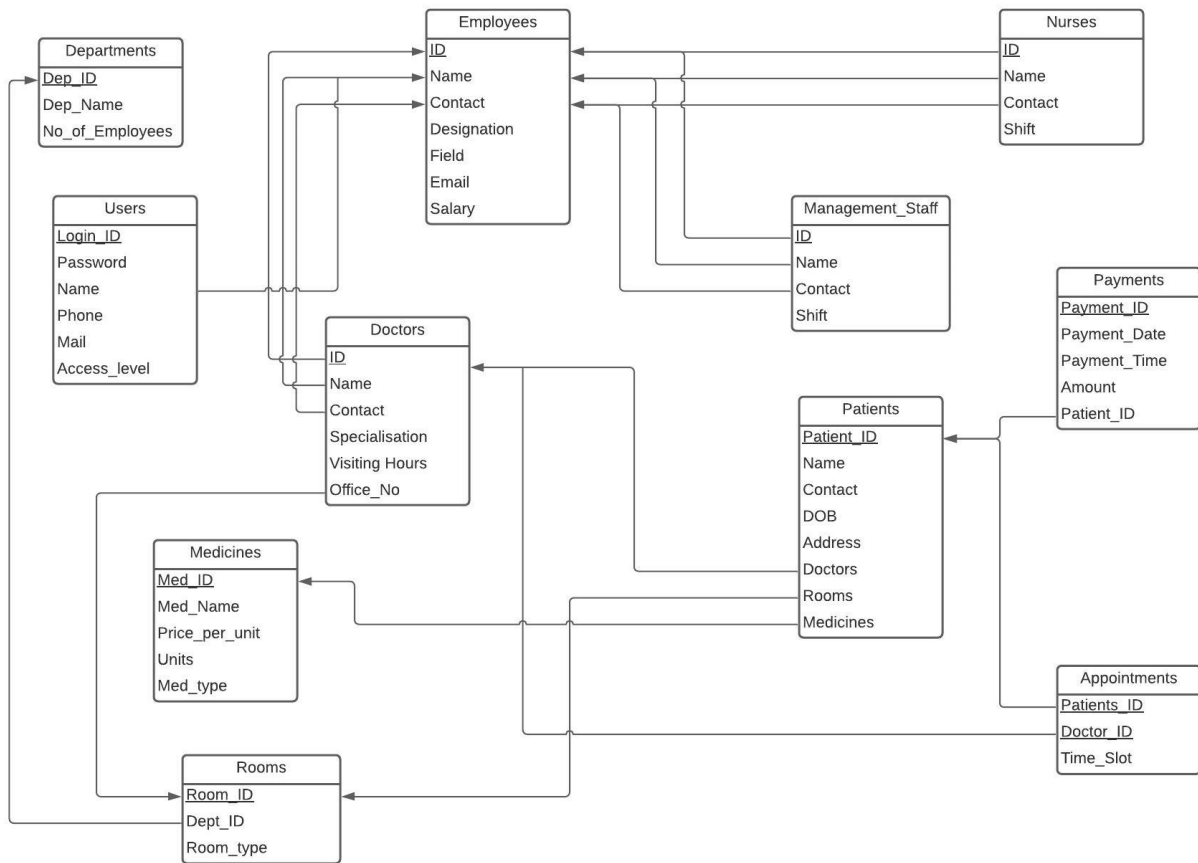 Departments
Dep_ID
Dep_Name
No_of_Employees
Employees
ID
Name
Contact
Designation
Field
Email
Salary
Nurses
ID
Name
Contact
Shift
Users
Login_ID
Password
Name
Phone
Mail
Access_level
Management_Staff
ID
Name
Contact
Shift
Payments
Payment_ID
Payment_Date
Payment_Time
Amount
Patient_ID
Doctors
ID
Name
Contact
Specialisation
Visiting Hours
Office_No
Patients
Patient_ID
Name
Contact
DOB
Address
Doctors
Rooms
Medicines
Medicines
Med_ID
Med_Name
Price_per_unit
Units
Med_type
Appointments
Patients_ID
Doctor_ID
Time_Slot
Rooms
Room_ID
Dept_ID
Room_type